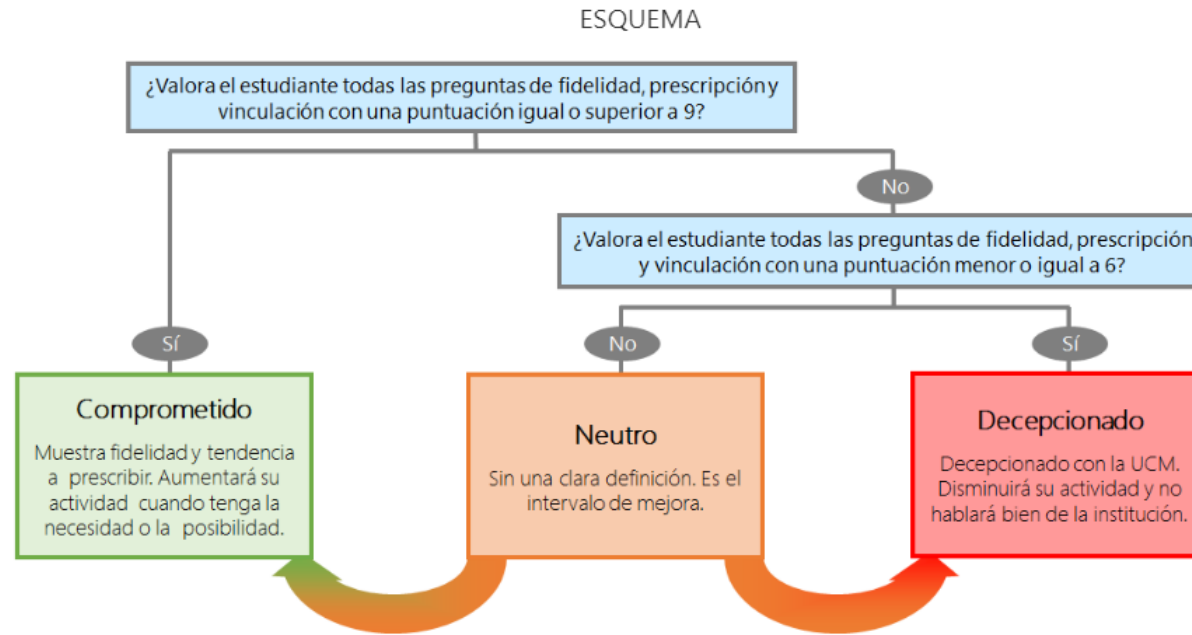 ESQUEMA
¿Valora el estudiante todas las preguntas de fidelidad, prescripción y
vinculación con una puntuación igual o superior a 9?
No
¿Valora el estudiante todas las preguntas de fidelidad, prescripción
y vinculación con una puntuación menor o igual a 6?
Sí
No
Sí
Comprometido
Muestra fidelidad y tendencia
a prescribir. Aumentará su
actividad cuando tenga la
necesidad o la posibilidad.
Neutro
Sin una clara definición. Es el
intervalo de mejora.
Decepcionado
Decepcionado con la UCM.
Disminuirá su actividad y no
hablará bien de la institución.